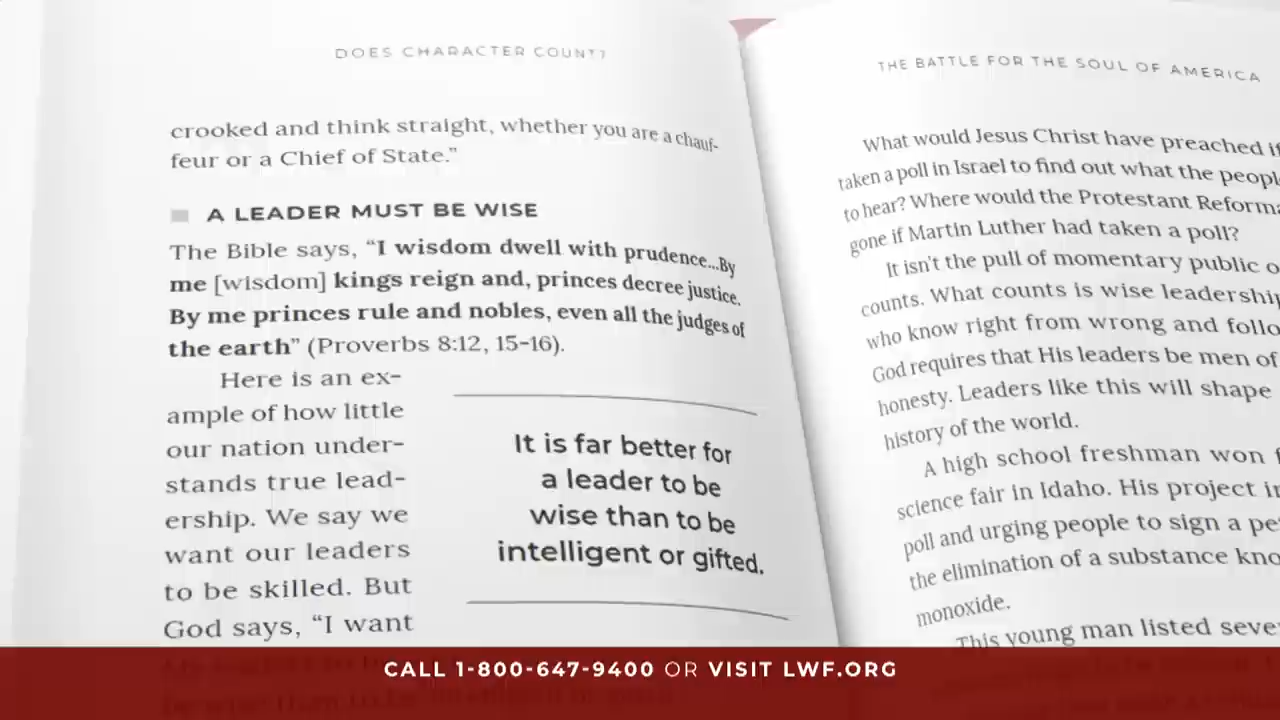 DOES CHARACTER COUNT?
crooked and think straight, whether you are a chauf-
feur or a Chief of State.”
A LEADER MUST BE WISE
The Bible says, “I wisdom dwell with prudence...By
me [wisdom] kings reign and, princes decree justice.
By me princes rule and nobles, even all the judges of
the earth” (Proverbs 8:12, 15-16).
Here is an ex-
ample of how little
our nation under-
stands true lead-
ership. We say we
want our leaders
to be skilled. But
God says, “I want
It is far better for
a leader to be
wise than to be
intelligent or gifted.
THE BATTLE FOR THE SOUL OF AMERICA
What would Jesus Christ have preached if
taken a poll in Israel to find out what the peopl
to hear? Where would the Protestant Reforma
gone if Martin Luther had taken a poll?
It isn't the pull of momentary public o
counts. What counts is wise leadership
who know right from wrong and follo
God requires that His leaders be men of
honesty. Leaders like this will shape
history of the world.
A high school freshman won f
science fair in Idaho. His project in
poll and urging people to sign a pe
the elimination of a substance kno
monoxide.
This young man listed seve
CALL 1-800-647-9400 OR VISIT LWF.ORG